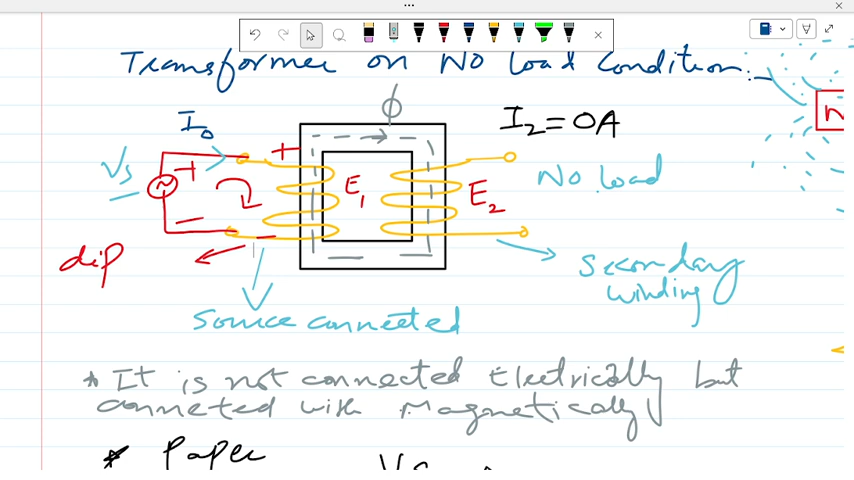 Transformer on No Load Condition:-
ϕ
I0
I2=0A
Vs
+
+
E1
E2
No load
dip
Secondary
winding
Source connected
* It is not connected Electrically but
connected with Magnetically
* Paper